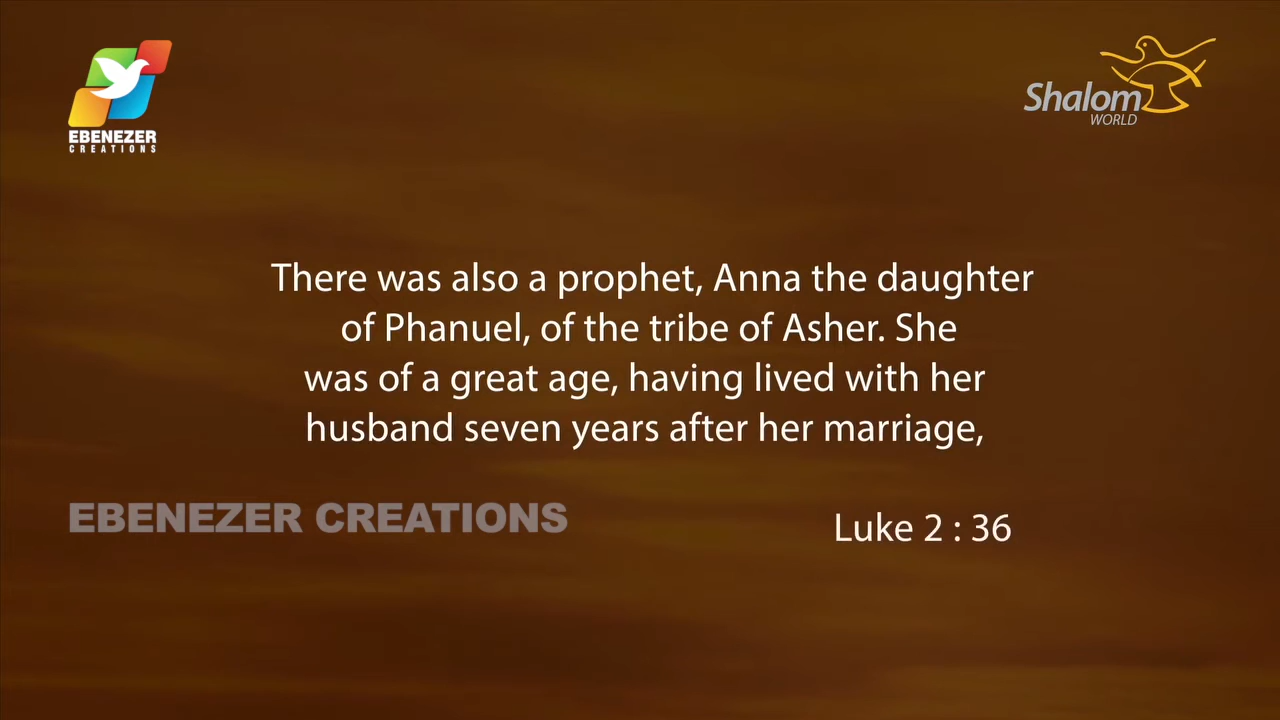 EBENEZER
CREATIONS
Shalom
WORLD
There was also a prophet, Anna the daughter
of Phanuel, of the tribe of Asher. She
was of a great age, having lived with her
husband seven years after her marriage,
EBENEZER CREATIONS
Luke 2 : 36